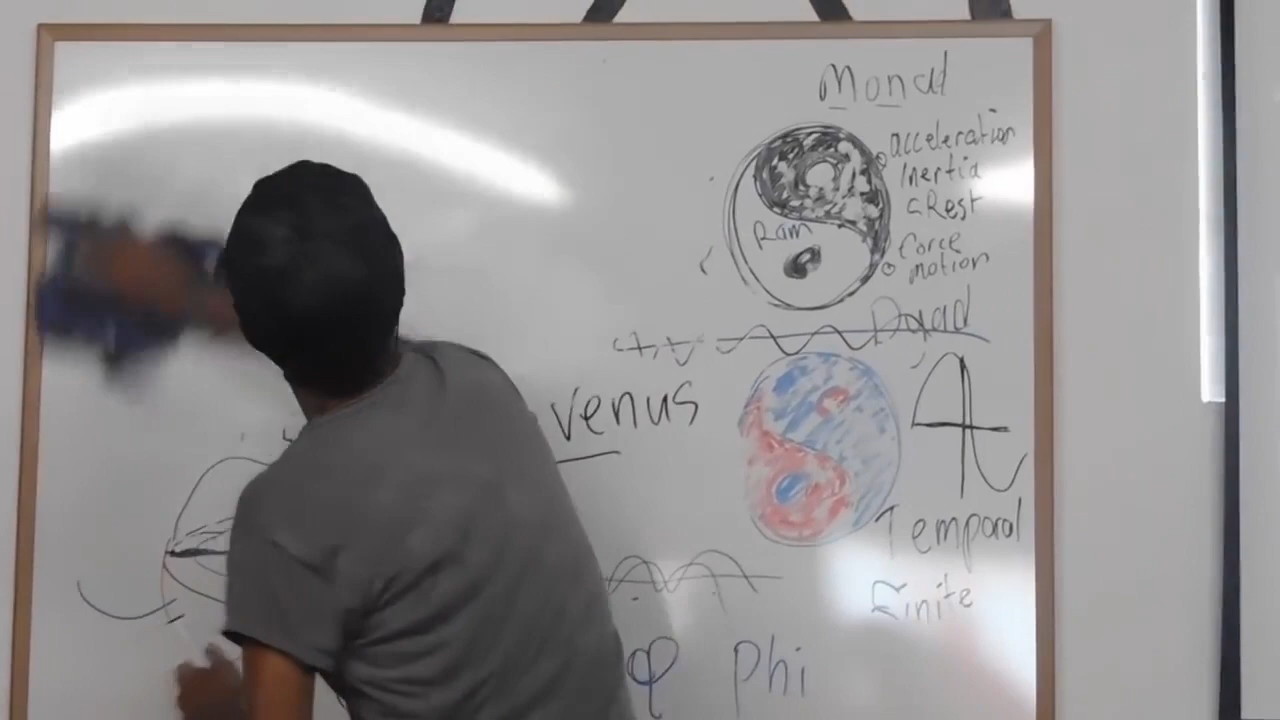 Monad
acceleration
Inertia
Rest
Force
motion
Ram
Dyad
venus
Temporal
Finite
φ Phi